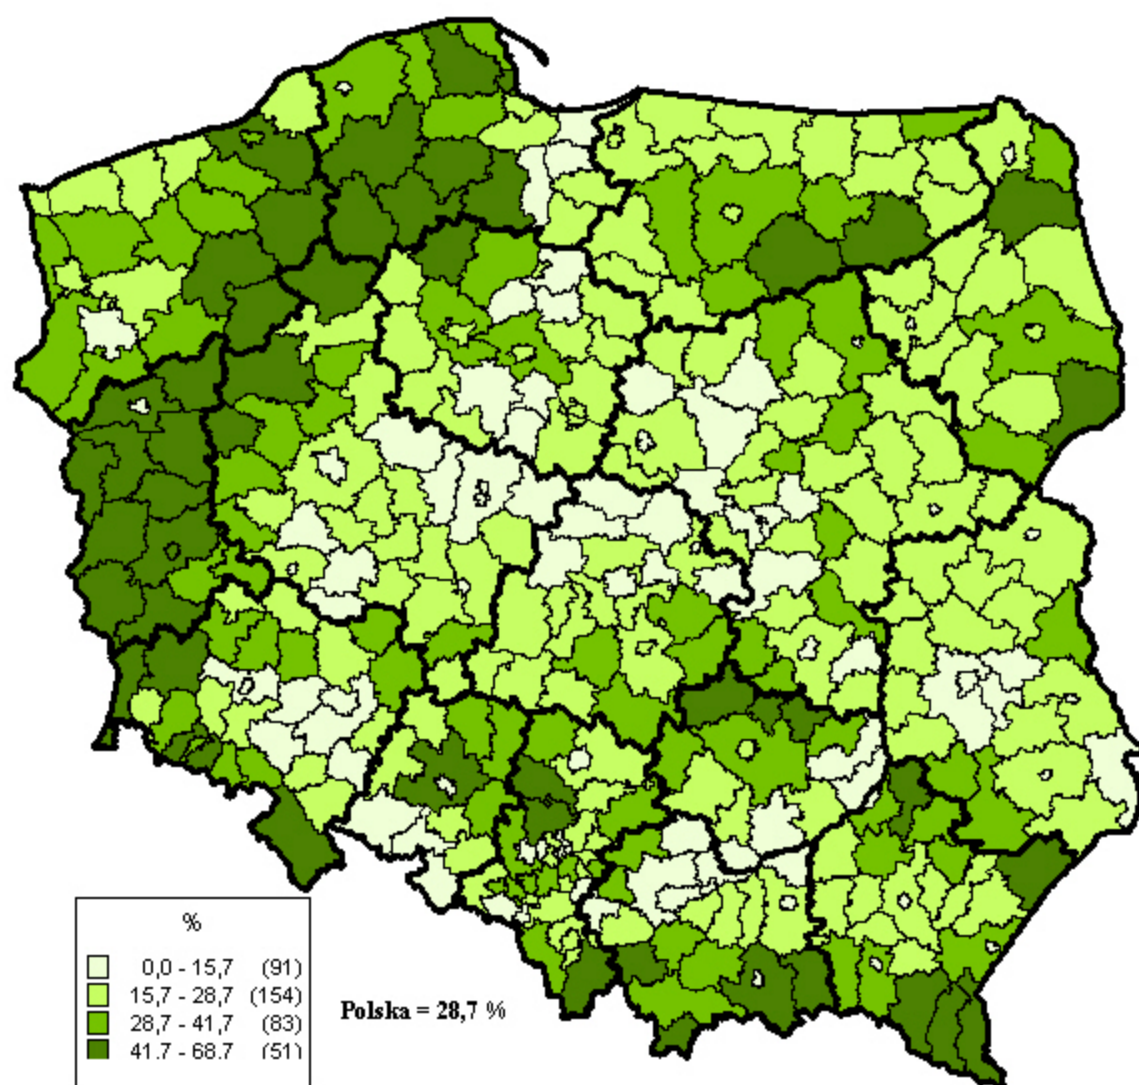 %
0,0 - 15,7 (91)
15,7 - 28,7 (154)
28,7 - 41,7 (83)
41,7 - 68,7 (51)
Polska = 28,7 %